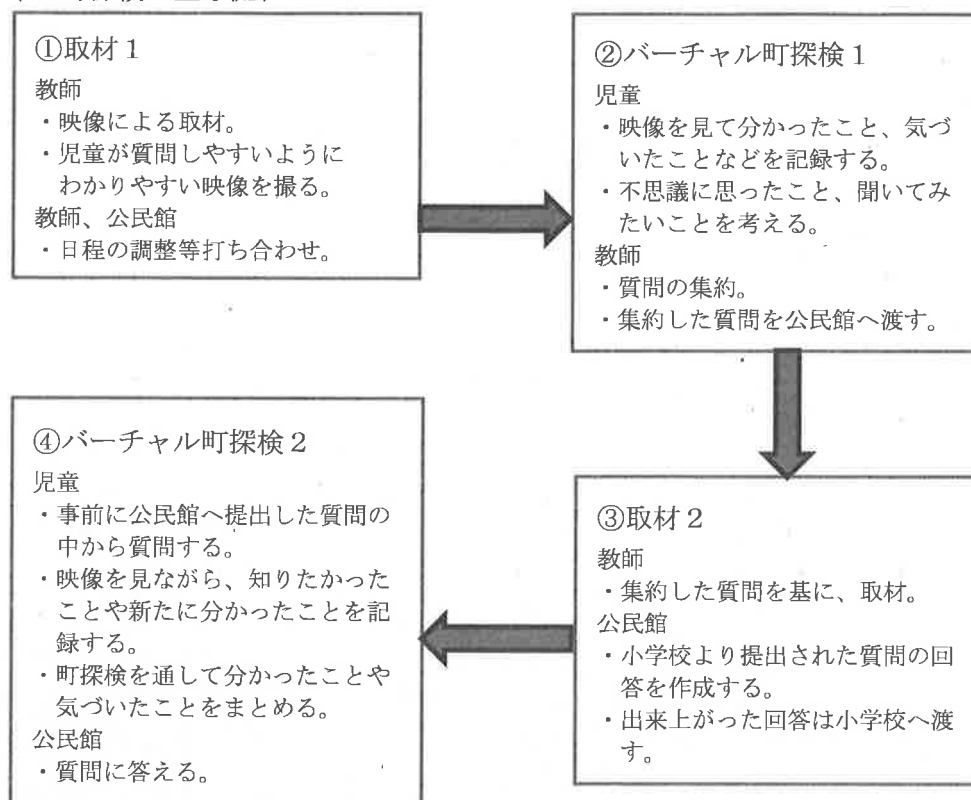 ①取材1
教師
・映像による取材。
・児童が質問しやすいように
わかりやすい映像を撮る。
教師、公民館
・日程の調整等打ち合わせ。
②バーチャル町探検1
児童
・映像を見て分かったこと、気づ
いたことなどを記録する。
・不思議に思ったこと、聞いてみ
たいことを考える。
教師
・質問の集約。
・集約した質問を公民館へ渡す。
③取材2
教師
・集約した質問を基に、取材。
公民館
・小学校より提出された質問の回
答を作成する。
・出来上がった回答は小学校へ渡
す。
④バーチャル町探検2
児童
・事前に公民館へ提出した質問の
中から質問する。
・映像を見ながら、知りたかった
ことや新たに分かったことを記
録する。
・町探検を通して分かったことや
気づいたことをまとめる。
公民館
・質問に答える。